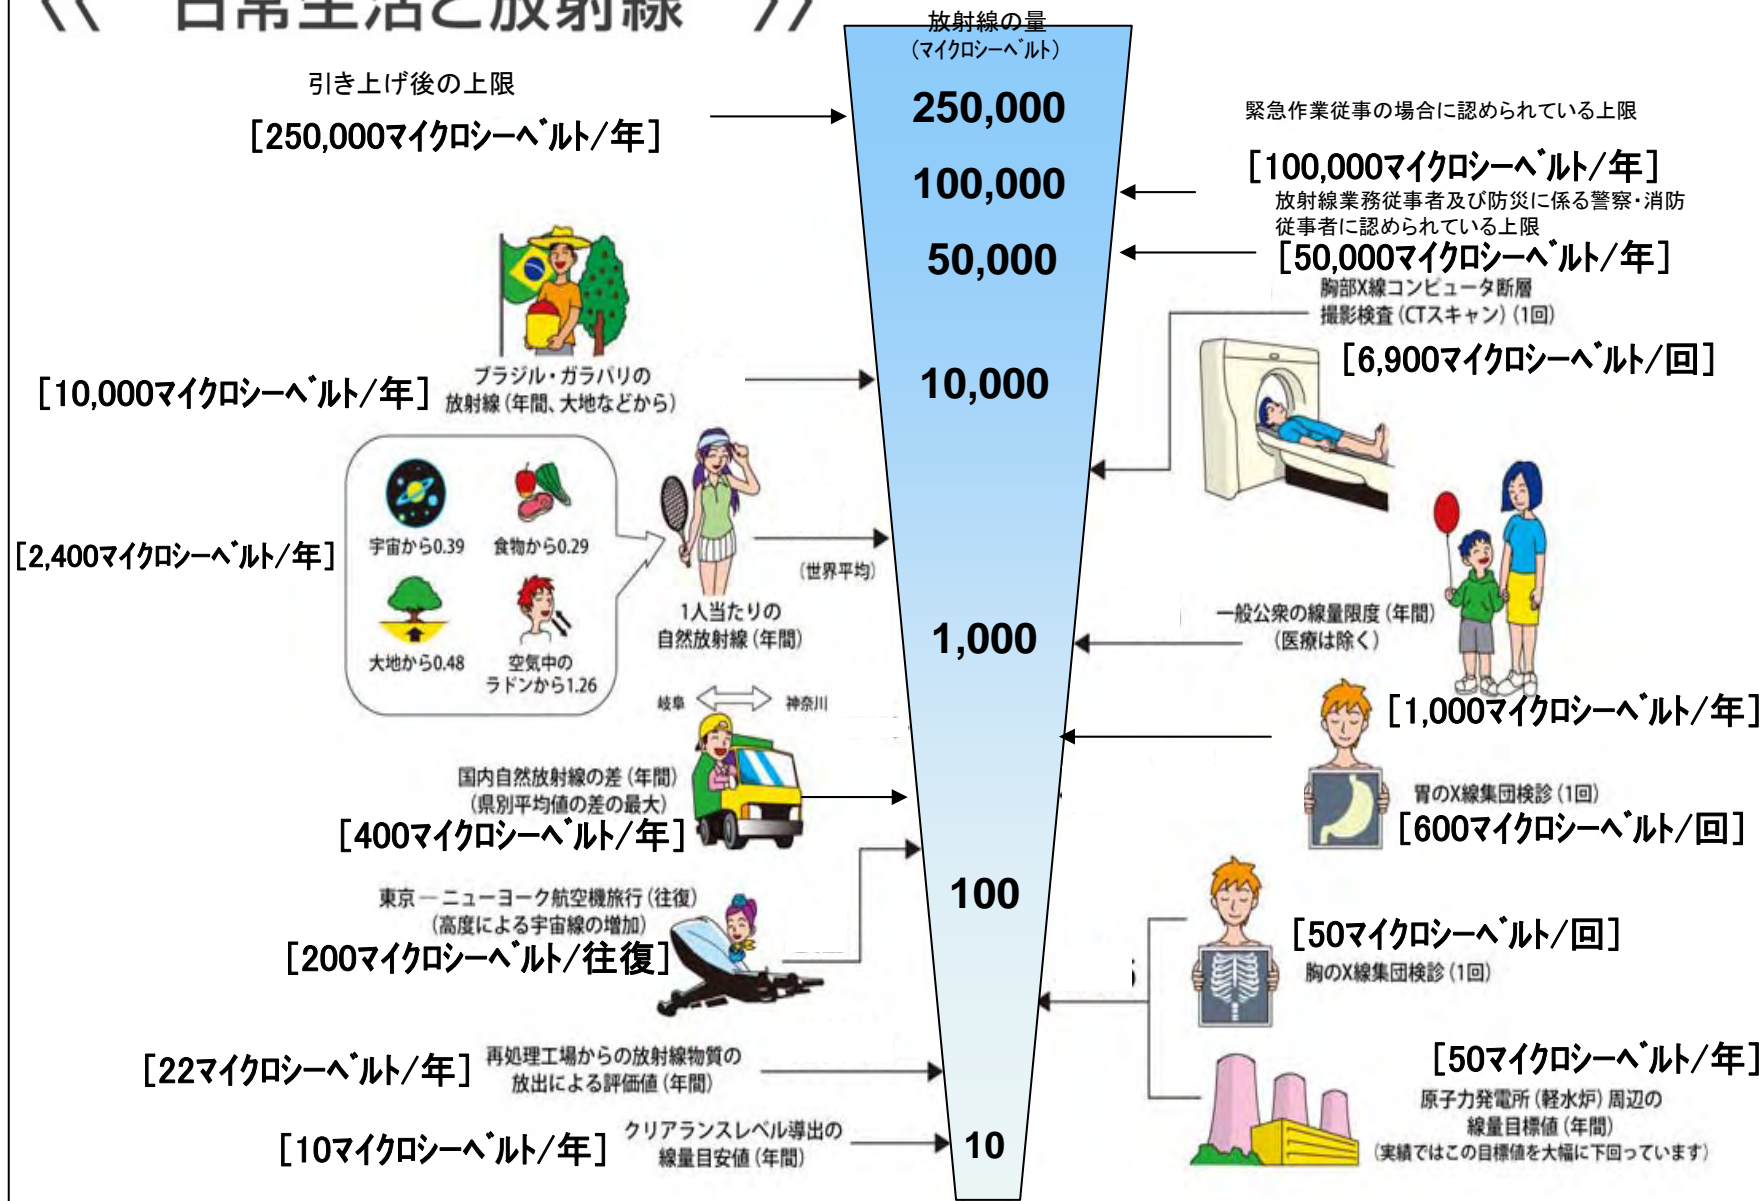 《 日常生活と放射線 》
放射線の量
(マイクロシーベルト)
引き上げ後の上限
[250,000マイクロシーベルト/年]
250,000
緊急作業従事の場合に認められている上限
[100,000マイクロシーベルト/年]
100,000
放射線業務従事者及び防災に係る警察・消防
従事者に認められている上限
[50,000マイクロシーベルト/年]
50,000
胸部X線コンピュータ断層
撮影検査(CTスキャン)(1回)
[6,900マイクロシーベルト/回]
[10,000マイクロシーベルト/年]
ブラジル・ガラパリの
放射線(年間、大地などから)
10,000
[2,400マイクロシーベルト/年]
宇宙から0.39
食物から0.29
大地から0.48
空気中の
ラドンから1.26
(世界平均)
1人当たりの
自然放射線(年間)
1,000
一般公衆の線量限度(年間)
(医療は除く)
[1,000マイクロシーベルト/年]
岐阜
神奈川
国内自然放射線の差(年間)
(県別平均値の差の最大)
[400マイクロシーベルト/年]
胃のX線集団検診(1回)
[600マイクロシーベルト/回]
100
東京―ニューヨーク航空機旅行(往復)
(高度による宇宙線の増加)
[200マイクロシーベルト/往復]
[50マイクロシーベルト/回]
胸のX線集団検診(1回)
[22マイクロシーベルト/年]
再処理工場からの放射線物質の
放出による評価値(年間)
[50マイクロシーベルト/年]
原子力発電所(軽水炉)周辺の
線量目標値(年間)
(実績ではこの目標値を大幅に下回っています)
[10マイクロシーベルト/年]
クリアランスレベル導出の
線量目安値(年間)
10